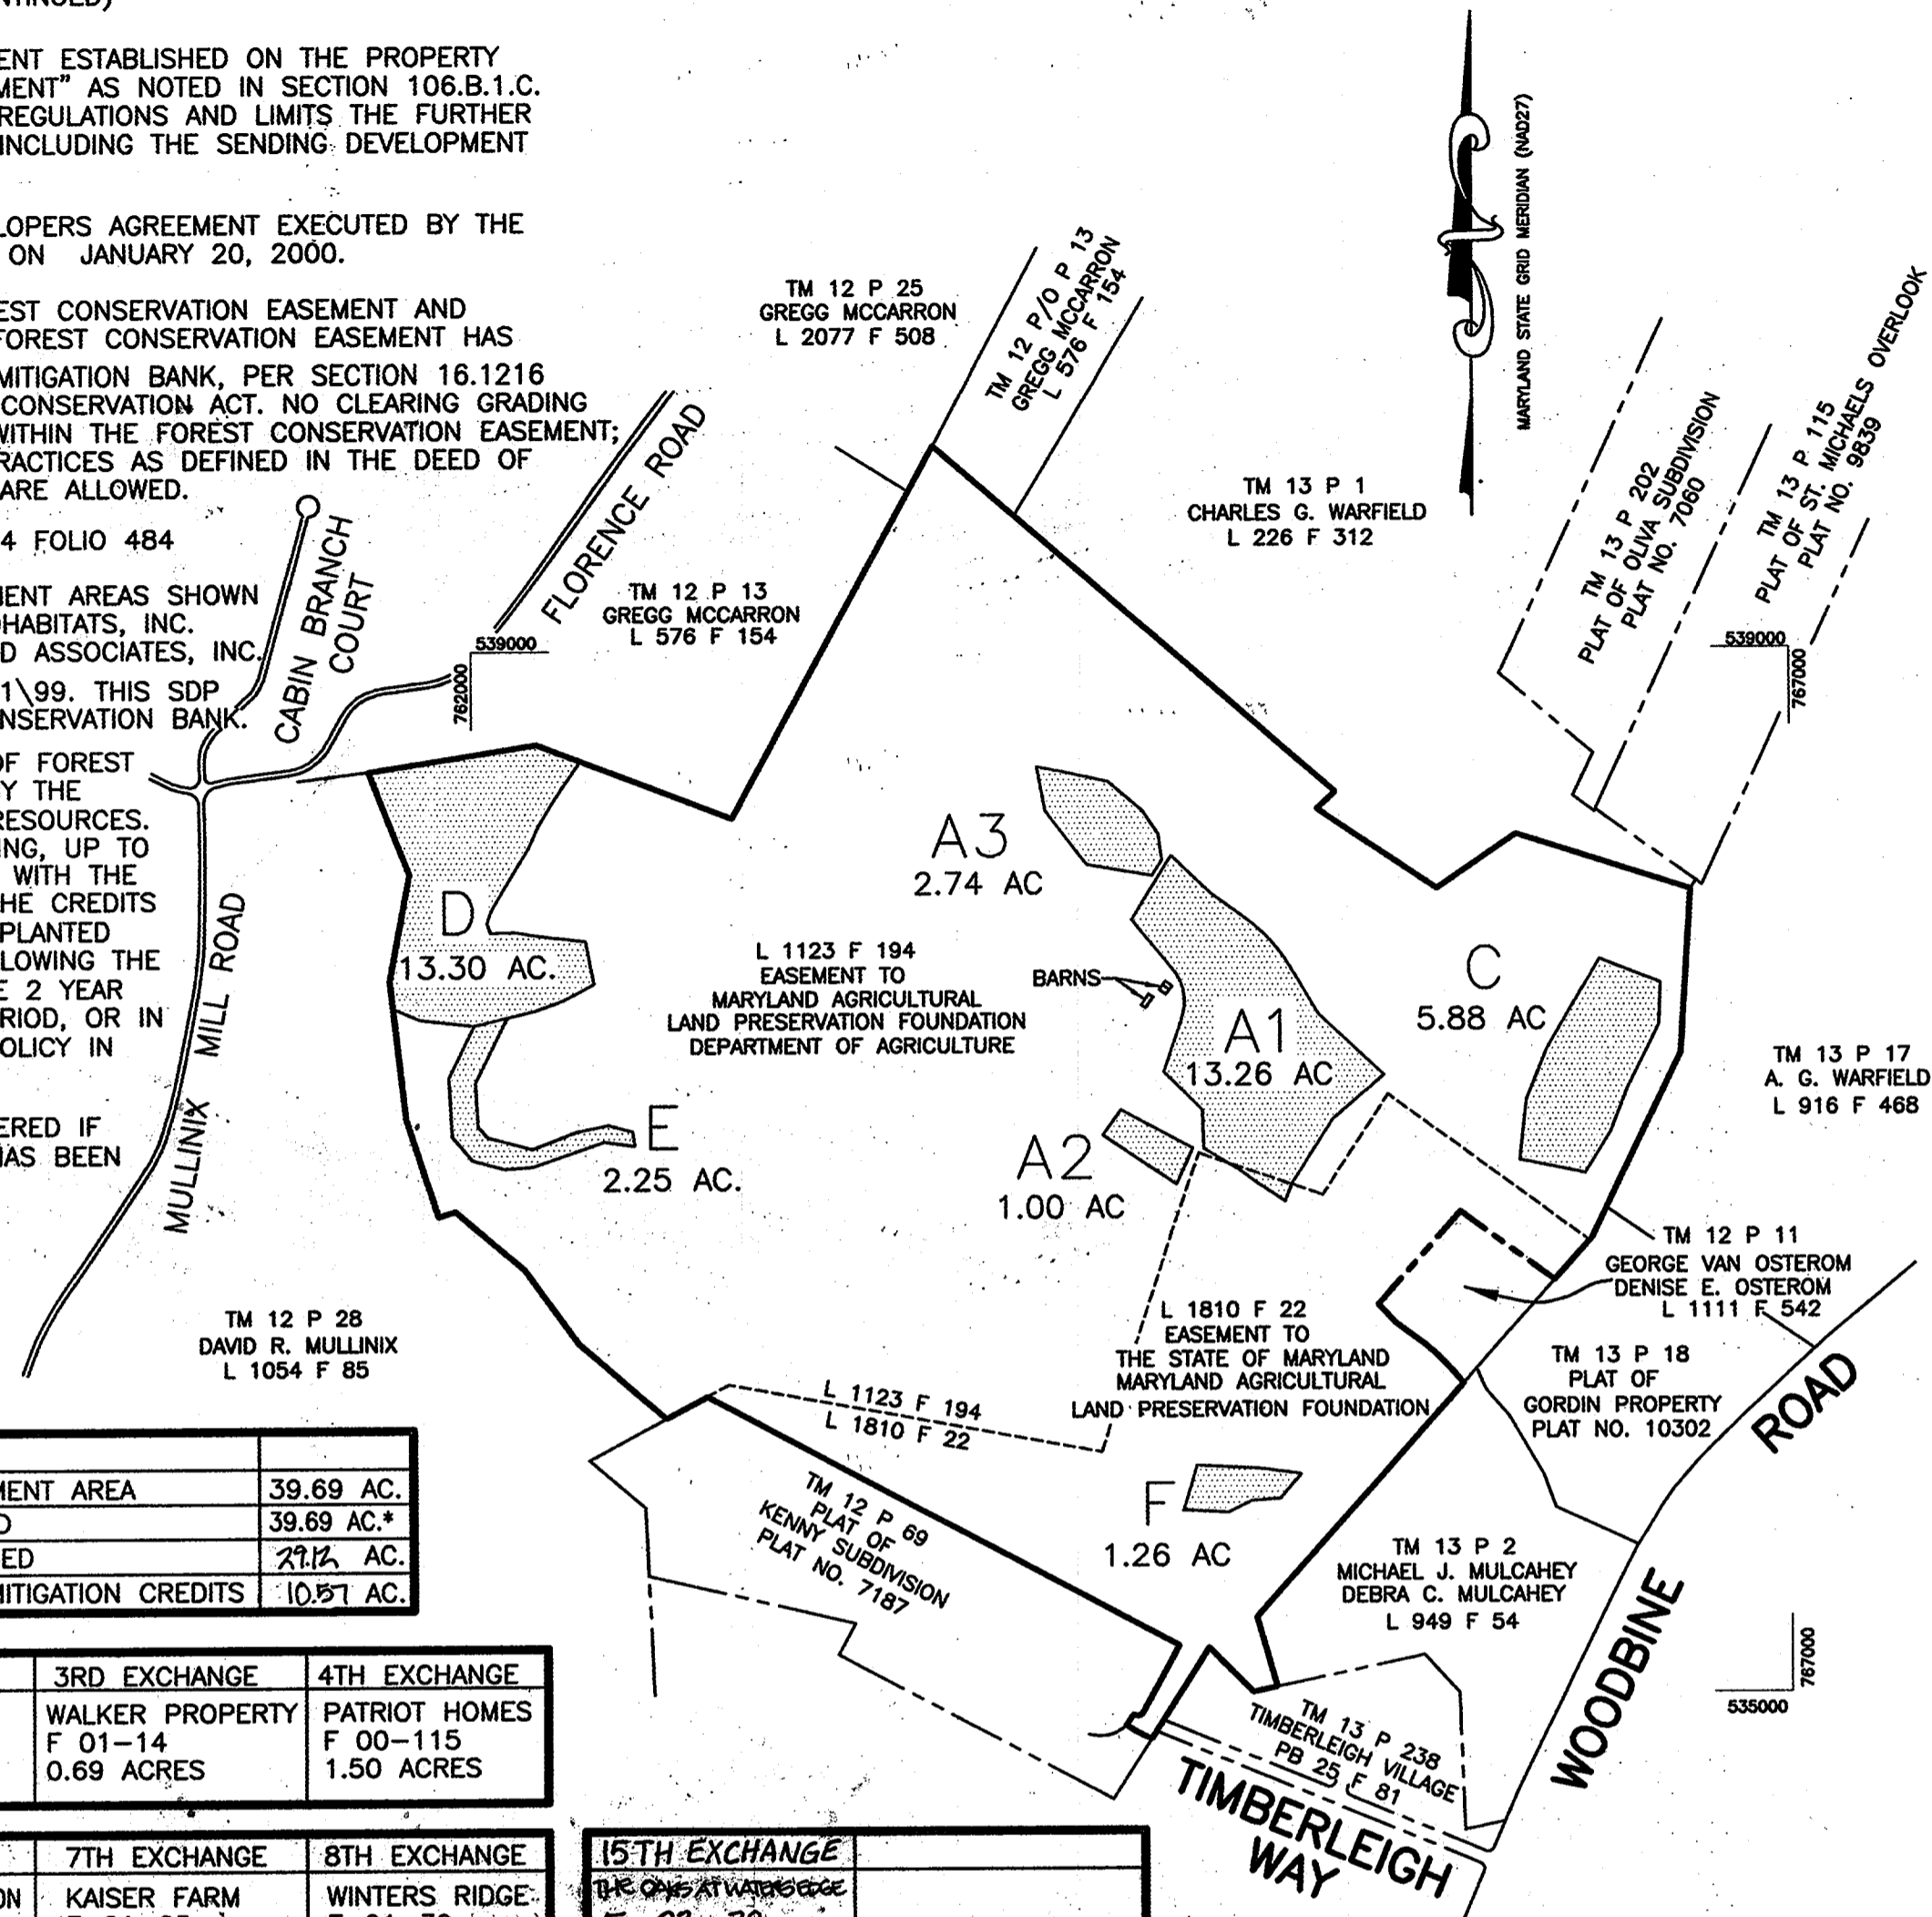 ENT ESTABLISHED ON THE PROPERTY
MENT" AS NOTED IN SECTION 106.B.1.C.
REGULATIONS AND LIMITS THE FURTHER
INCLUDING THE SENDING DEVELOPMENT
LOPERS AGREEMENT EXECUTED BY THE
ON JANUARY 20, 2000.
EST CONSERVATION EASEMENT AND
FOREST CONSERVATION EASEMENT HAS
MITIGATION BANK, PER SECTION 16.1216
CONSERVATION ACT. NO CLEARING GRADING
WITHIN THE FOREST CONSERVATION EASEMENT;
RACTICES AS DEFINED IN THE DEED OF
ARE ALLOWED.
4 FOLIO 484
MENT AREAS SHOWN
OHABITATS, INC.
D ASSOCIATES, INC.
1\99. THIS SDP
NSERVATION BANK.
OF FOREST
Y THE
RESOURCES.
ING, UP TO
WITH THE
HE CREDITS
PLANTED
LOWING THE
E 2 YEAR
RIOD, OR IN
OLICY IN
ERED IF
HAS BEEN
MARYLAND STATE GRID MERIDIAN (NAD27)
TM 12 P 25
GREGG MCCARRON
L 2077 F 508
TM 12 P/O P 13
GREGG MCCARRON
L 576 F 154
TM 13 P 1
CHARLES G. WARFIELD
L 226 F 312
TM 13 P 202
PLAT OF OLIVA SUBDIVISION
PLAT NO. 7060
TM 13 P 115
PLAT OF ST. MICHAELS OVERLOOK
PLAT NO. 9839
FLORENCE ROAD
CABIN BRANCH
COURT
TM 12 P 13
GREGG MCCARRON
L 576 F 154
539000
762000
539000
767000
MULLINIX MILL ROAD
D
13.30 AC.
A3
2.74 AC
L 1123 F 194
EASEMENT TO
MARYLAND AGRICULTURAL
LAND PRESERVATION FOUNDATION
DEPARTMENT OF AGRICULTURE
BARNS
A1
13.26 AC
C
5.88 AC
TM 13 P 17
A. G. WARFIELD
L 916 F 468
E
2.25 AC.
A2
1.00 AC
TM 12 P 11
GEORGE VAN OSTEROM
DENISE E. OSTEROM
L 1111 F 542
TM 12 P 28
DAVID R. MULLINIX
L 1054 F 85
L 1810 F 22
EASEMENT TO
THE STATE OF MARYLAND
MARYLAND AGRICULTURAL
LAND PRESERVATION FOUNDATION
TM 13 P 18
PLAT OF
GORDIN PROPERTY
PLAT NO. 10302
L 1123 F 194
L 1810 F 22
TM 12 P 69
PLAT OF
KENNY SUBDIVISION
PLAT NO. 7187
F
1.26 AC
TM 13 P 2
MICHAEL J. MULCAHEY
DEBRA C. MULCAHEY
L 949 F 54
WOODBINE ROAD
767000
535000
TM 13 P 238
TIMBERLEIGH VILLAGE
PB 25 F 81
TIMBERLEIGH
WAY
MENT AREA 39.69 AC.
D 39.69 AC.*
ED 29.12 AC.
MITIGATION CREDITS 10.57 AC.
3RD EXCHANGE 4TH EXCHANGE
WALKER PROPERTY PATRIOT HOMES
F 01-14 F 00-115
0.69 ACRES 1.50 ACRES
7TH EXCHANGE 8TH EXCHANGE
ON KAISER FARM WINTERS RIDGE
15TH EXCHANGE
THE OAKS AT WATERS EDGE